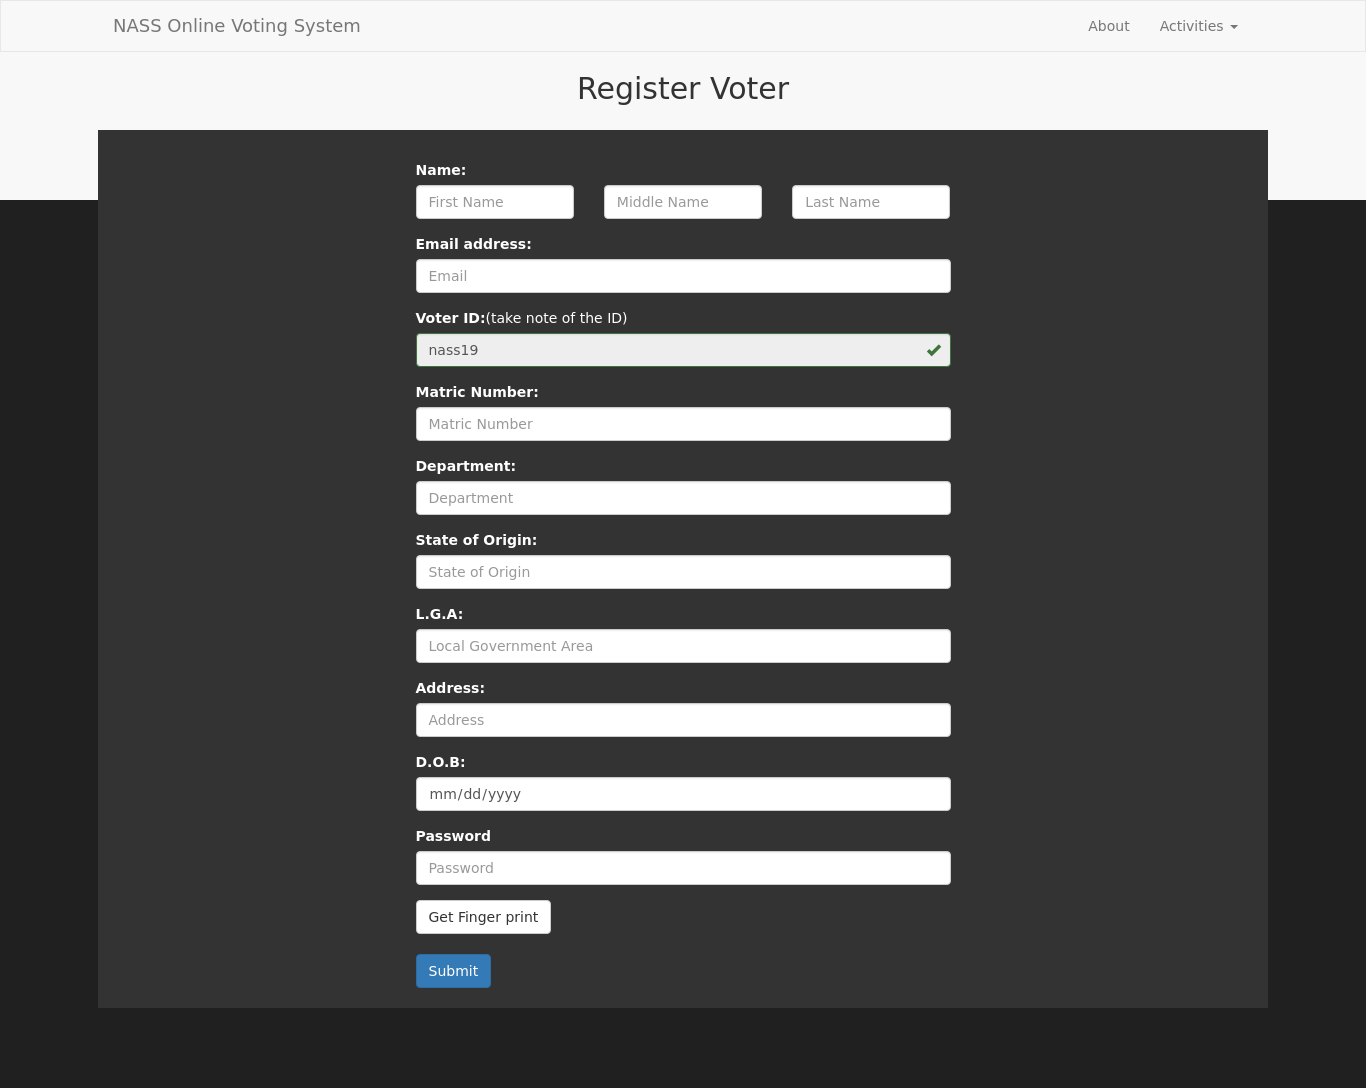 NASS Online Voting System About Activities
Register Voter
Name:
First Name Middle Name Last Name
Email address:
Email
Voter ID:(take note of the ID)
nass19
Matric Number:
Matric Number
Department:
Department
State of Origin:
State of Origin
L.G.A:
Local Government Area
Address:
Address
D.O.B:
mm/dd/yyyy
Password
Password
Get Finger print
Submit